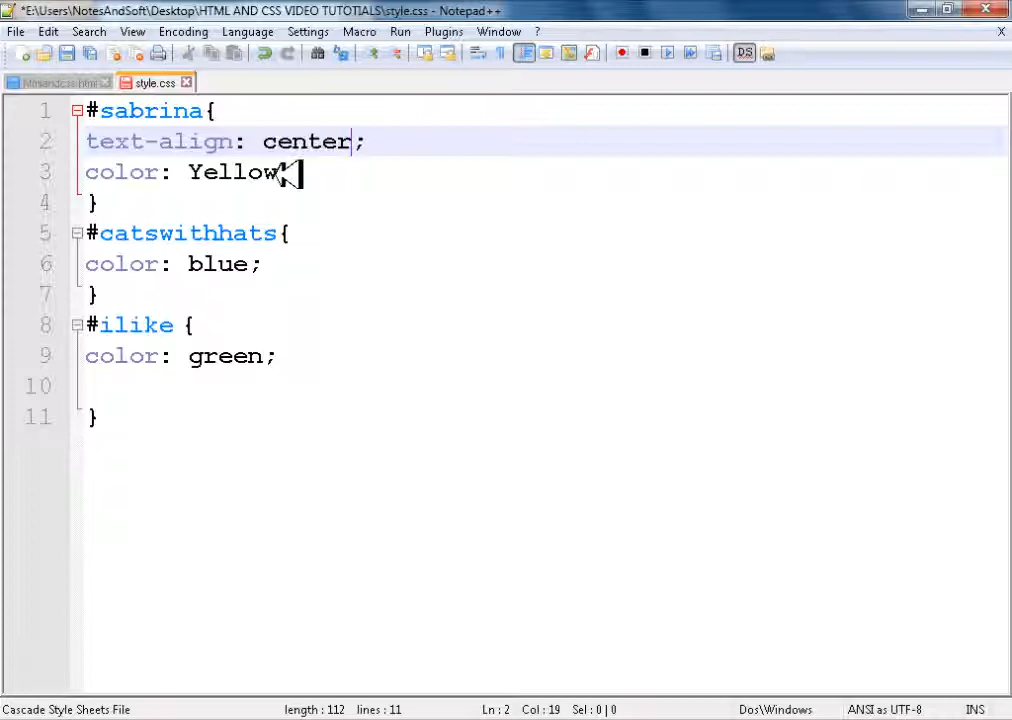 *E:\Users\NotesAndSoft\Desktop\HTML AND CSS VIDEO TUTOTIALS\style.css - Notepad++
File Edit Search View Encoding Language Settings Macro Run Plugins Window ? X
style.css
1 #sabrina{
2 text-align: center;
3 color: Yellow
4 }
5 #catswithhats{
6 color: blue;
7 }
8 #ilike {
9 color: green;
10
11 }
Cascade Style Sheets File length : 112 lines : 11 Ln : 2 Col : 19 Sel : 0 | 0 Dos\Windows ANSI as UTF-8 INS